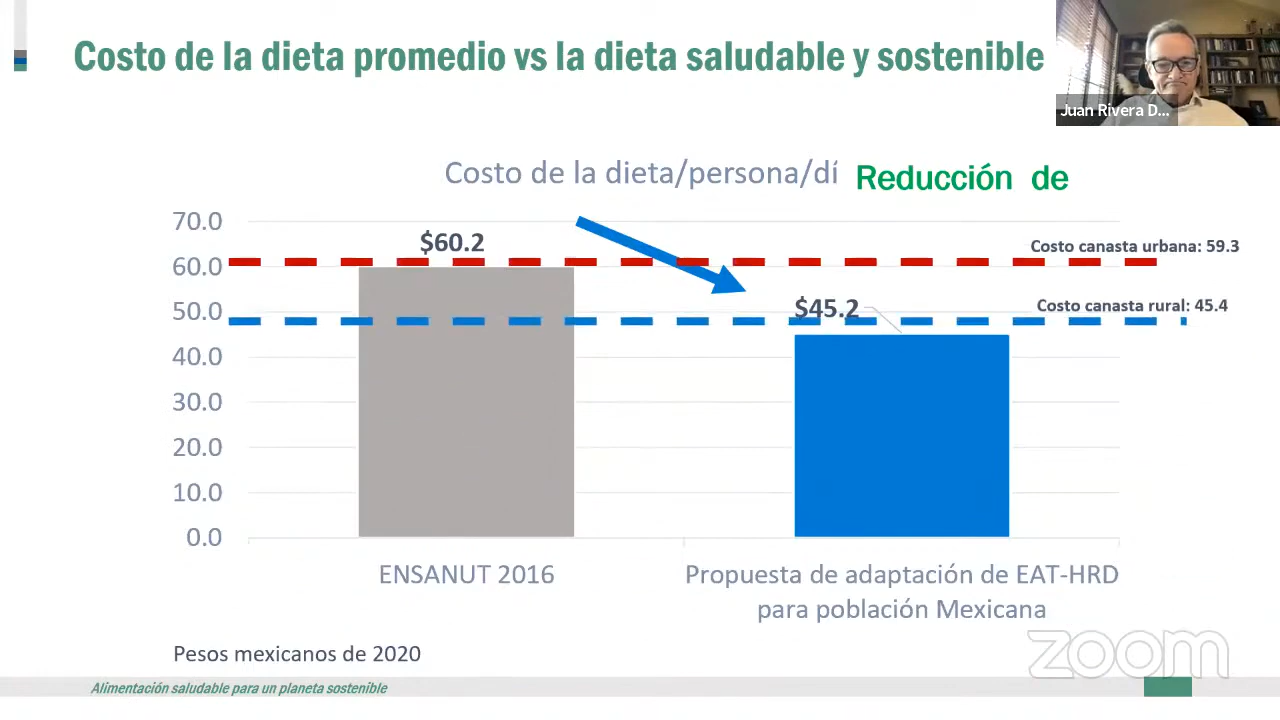 Costo de la dieta promedio vs la dieta saludable y sostenible
Juan Rivera D...
Costo de la dieta/persona/dí
Reducción de
70.0
60.0
50.0
40.0
30.0
20.0
10.0
0.0
$60.2
$45.2
Costo canasta urbana: 59.3
Costo canasta rural: 45.4
ENSANUT 2016
Propuesta de adaptación de EAT-HRD
para población Mexicana
Pesos mexicanos de 2020
zoom
Alimentación saludable para un planeta sostenible